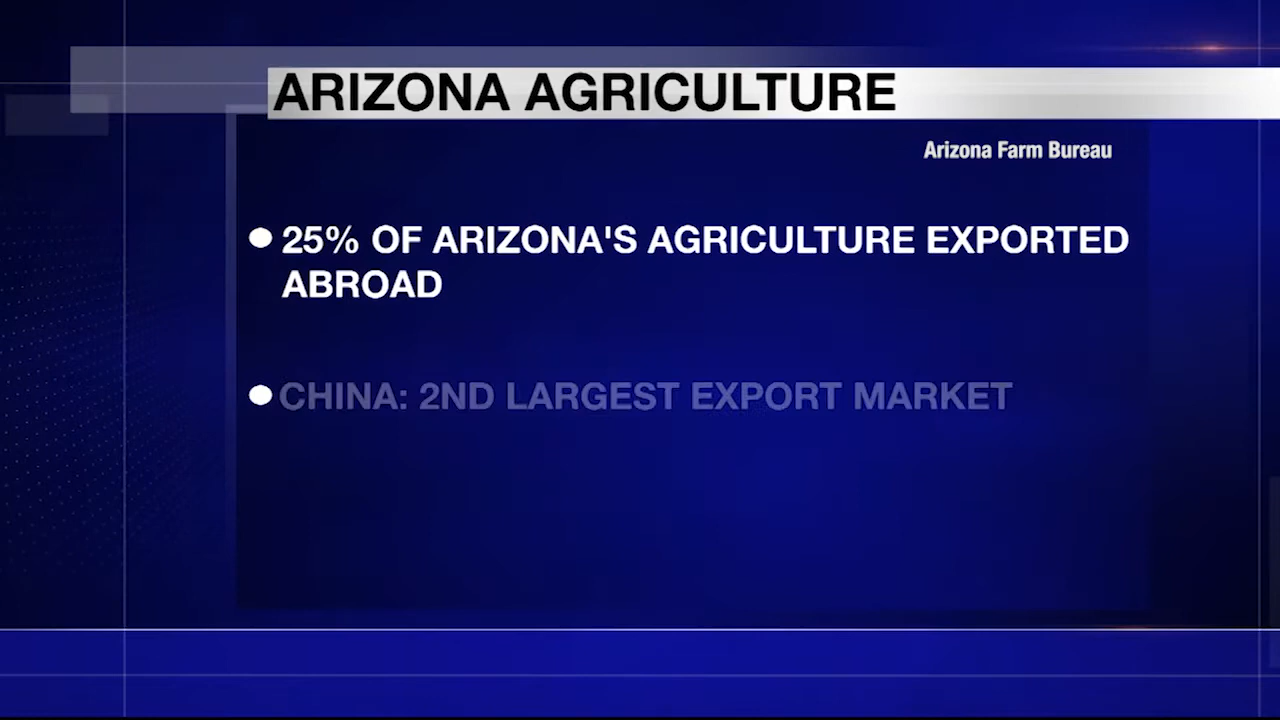 ARIZONA AGRICULTURE
Arizona Farm Bureau
25% OF ARIZONA'S AGRICULTURE EXPORTED
ABROAD
CHINA: 2ND LARGEST EXPORT MARKET